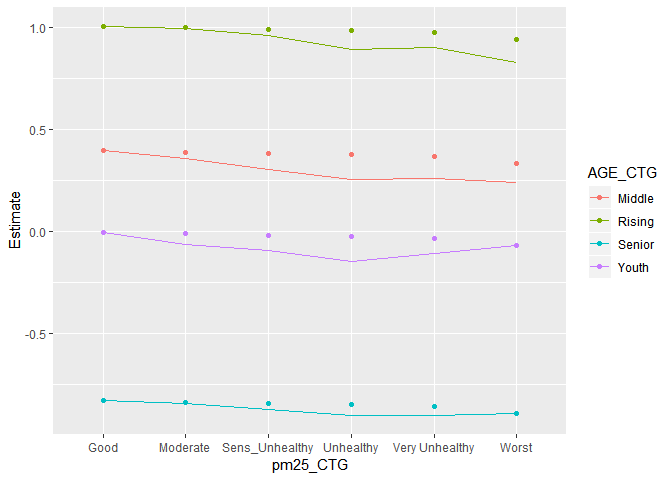 1.0
0.5
0.0
-0.5
Estimate
Good Moderate Sens_Unhealthy Unhealthy Very Unhealthy Worst
pm25_CTG
AGE_CTG
Middle
Rising
Senior
Youth